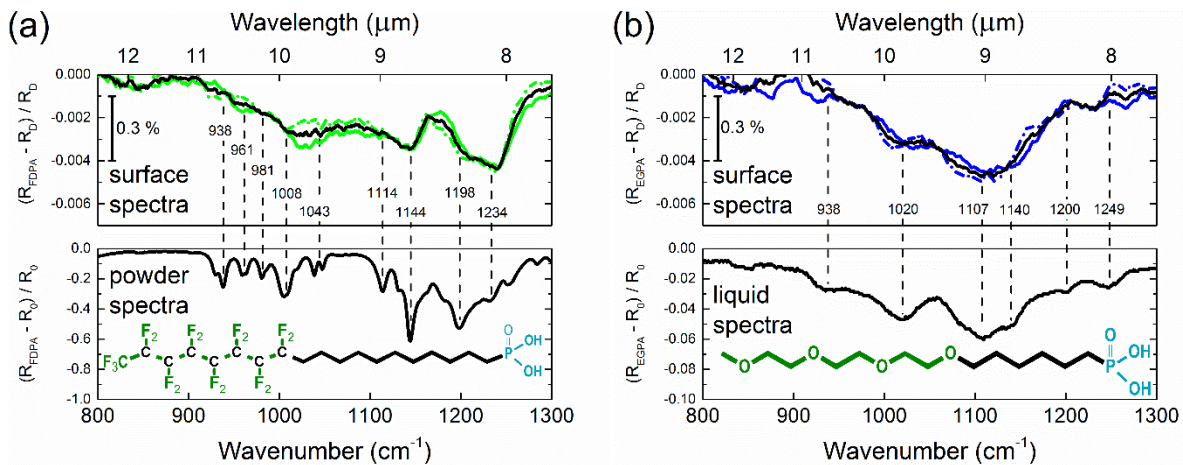 (a)
Wavelength (μm)
12 11 10 9 8
0.000
-0.002
-0.004
-0.006
(R_FDPA - R_D) / R_D
0.3 %
surface
spectra
938
961
981
1008
1043
1114
1144
1198
1234
0.0
-0.2
-0.4
-0.6
-0.8
-1.0
(R_FDPA - R_0) / R_0
powder
spectra
F₂ F₂ F₂ F₂
C C C C C C C
F₃C
F₂ F₂ F₂
O
P
OH
OH
800 900 1000 1100 1200 1300
Wavenumber (cm⁻¹)
(b)
Wavelength (μm)
12 11 10 9 8
0.000
-0.002
-0.004
-0.006
(R_EGPA - R_D) / R_D
0.3 %
surface
spectra
938 1020 1107 1140 1200 1249
0.00
-0.02
-0.04
-0.06
-0.08
-0.10
(R_EGPA - R_0) / R_0
liquid
spectra
O O O O
O
P
OH
OH
800 900 1000 1100 1200 1300
Wavenumber (cm⁻¹)